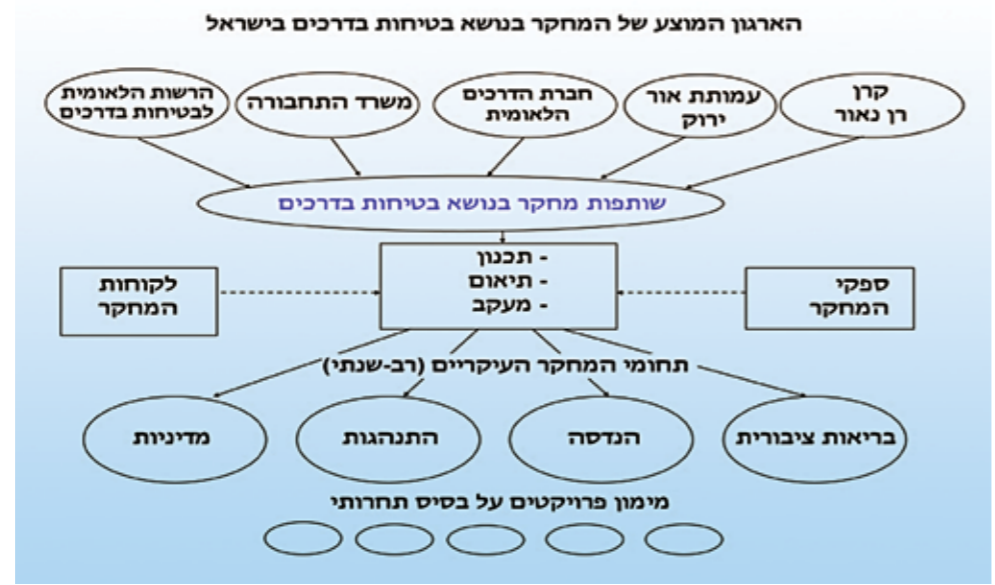 הארגון המוצע של המחקר בנושא בטיחות בדרכים בישראל
קרן
רן נאור
עמותת אור
ירוק
חברת הדרכים
הלאומית
משרד התחבורה
הרשות הלאומית
לבטיחות בדרכים
שותפות מחקר בנושא בטיחות בדרכים
- תכנון
- תיאום
- מעקב
ספקי
המחקר
לקוחות
המחקר
תחומי המחקר העיקריים (רב-שנתי)
בריאות ציבורית
הנדסה
התנהגות
מדיניות
מימון פרויקטים על בסיס תחרותי